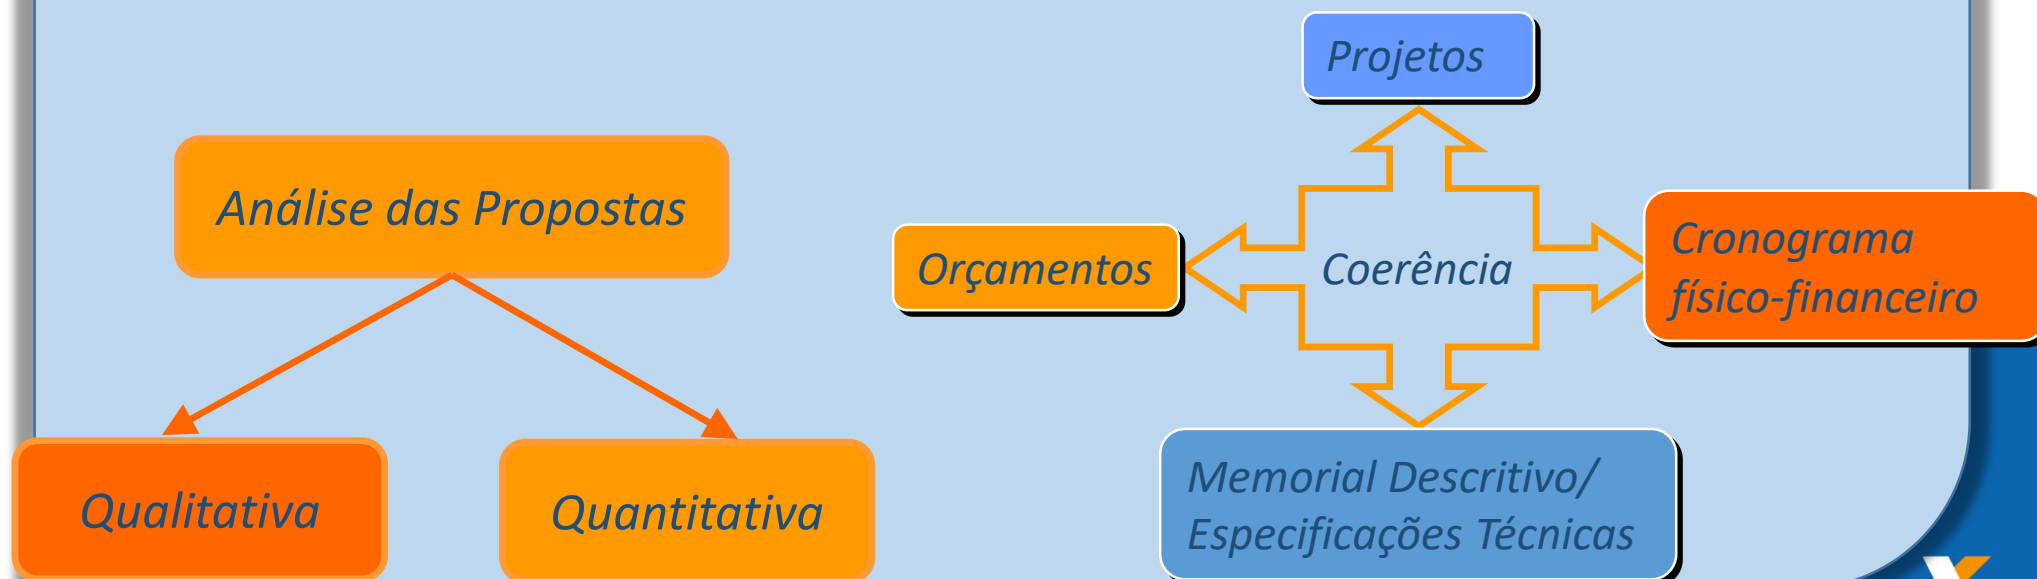 Projetos
Análise das Propostas
Orçamentos
Coerência
Cronograma
físico-financeiro
Qualitativa
Quantitativa
Memorial Descritivo/
Especificações Técnicas